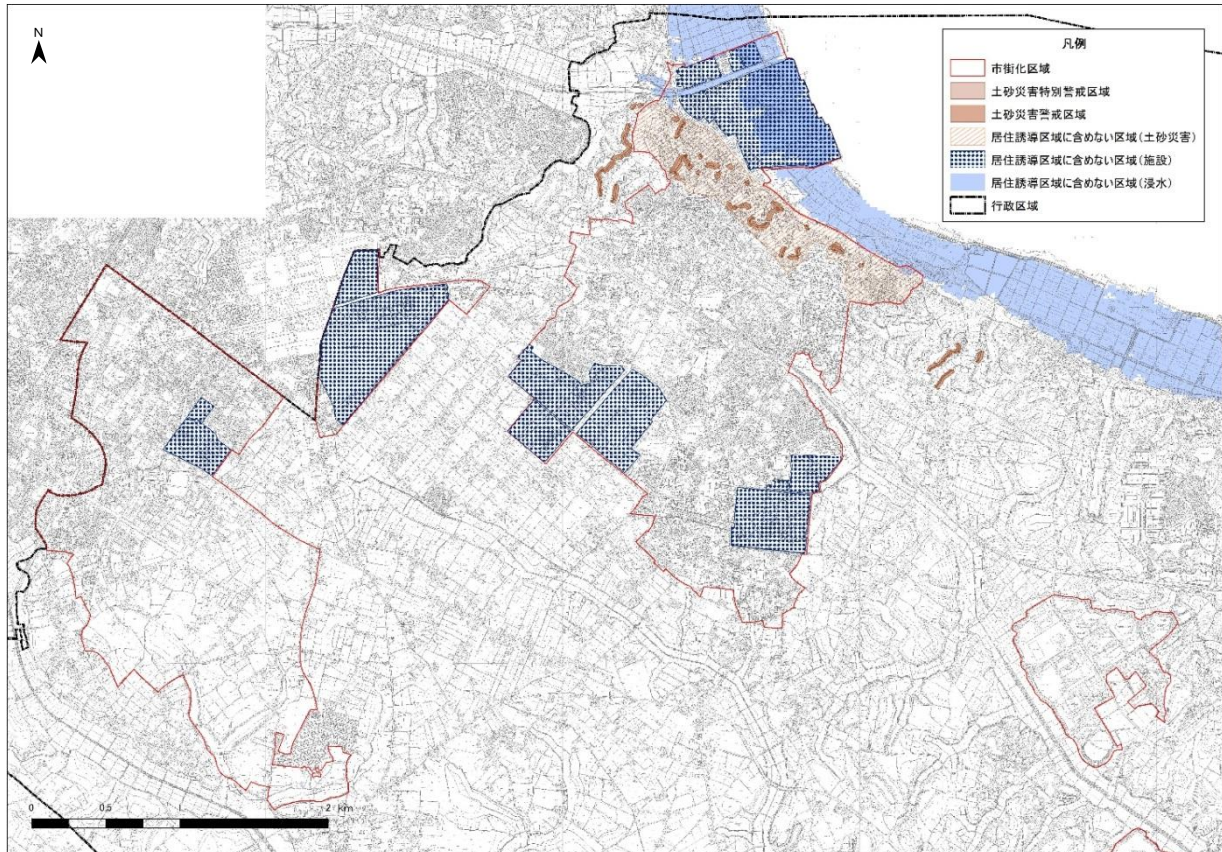 N
凡例
市街化区域
土砂災害特別警戒区域
土砂災害警戒区域
居住誘導区域に含めない区域(土砂災害)
居住誘導区域に含めない区域(施設)
居住誘導区域に含めない区域(浸水)
行政区域
0 0.5 1 2 km